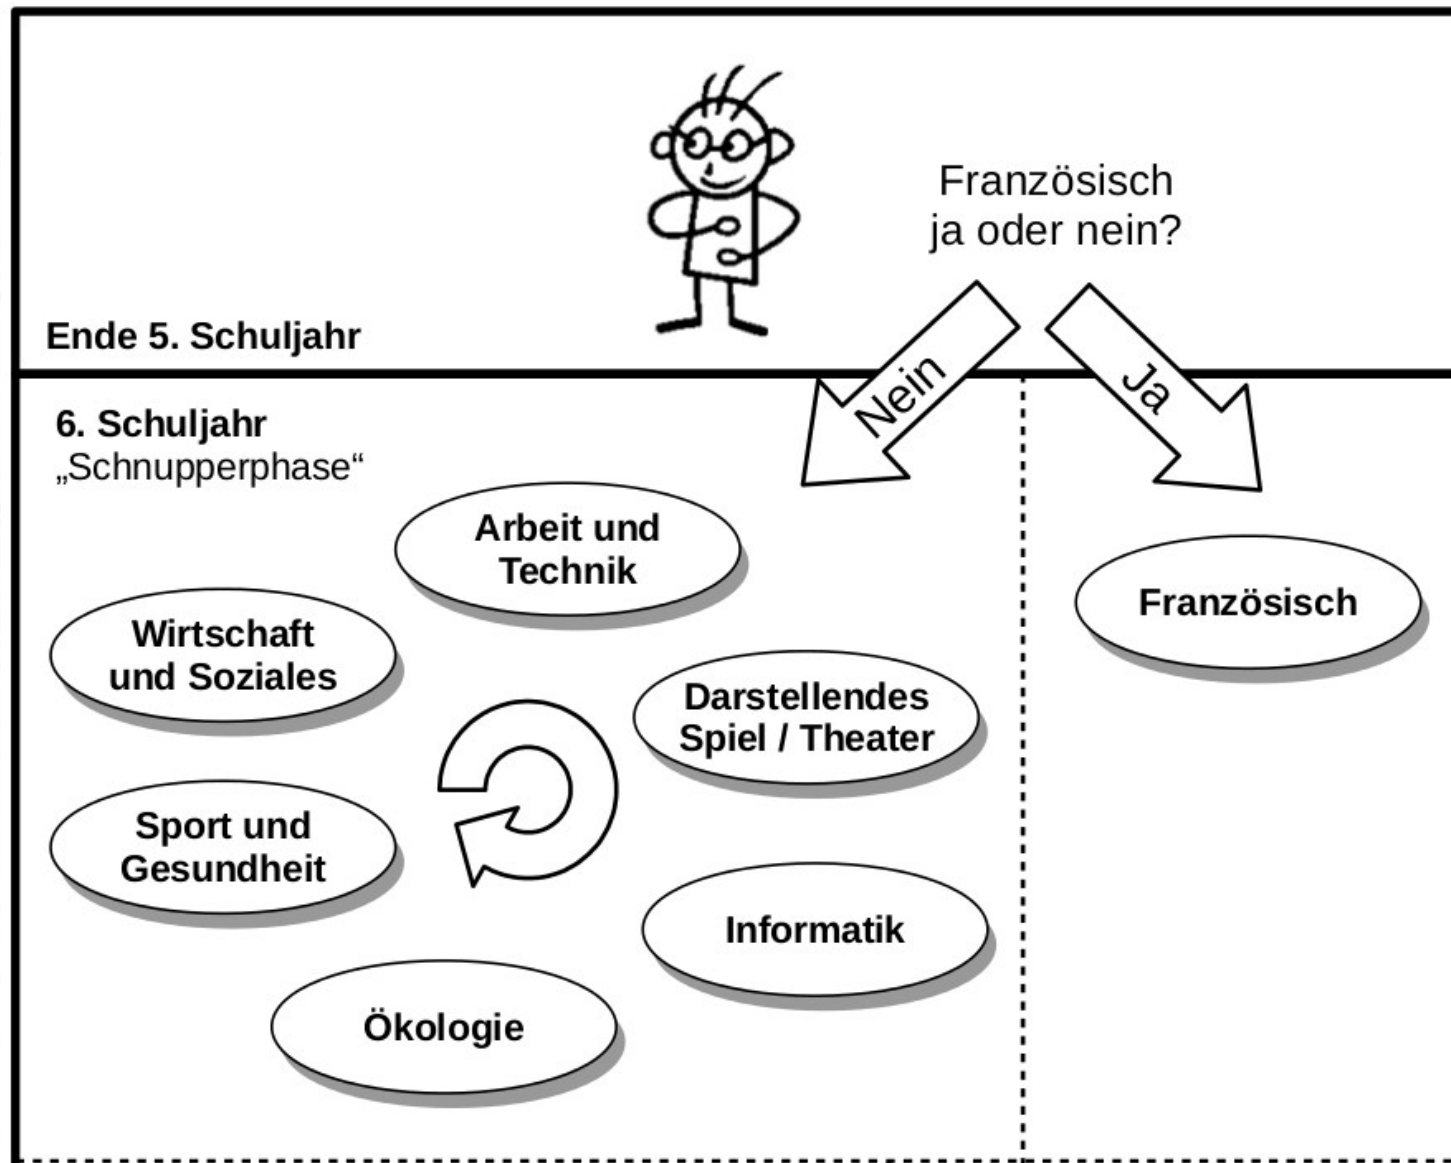 Französisch
ja oder nein?
Ende 5. Schuljahr
Nein
Ja
6. Schuljahr
„Schnupperphase“
Arbeit und
Technik
Französisch
Wirtschaft
und Soziales
Darstellendes
Spiel / Theater
Sport und
Gesundheit
Informatik
Ökologie